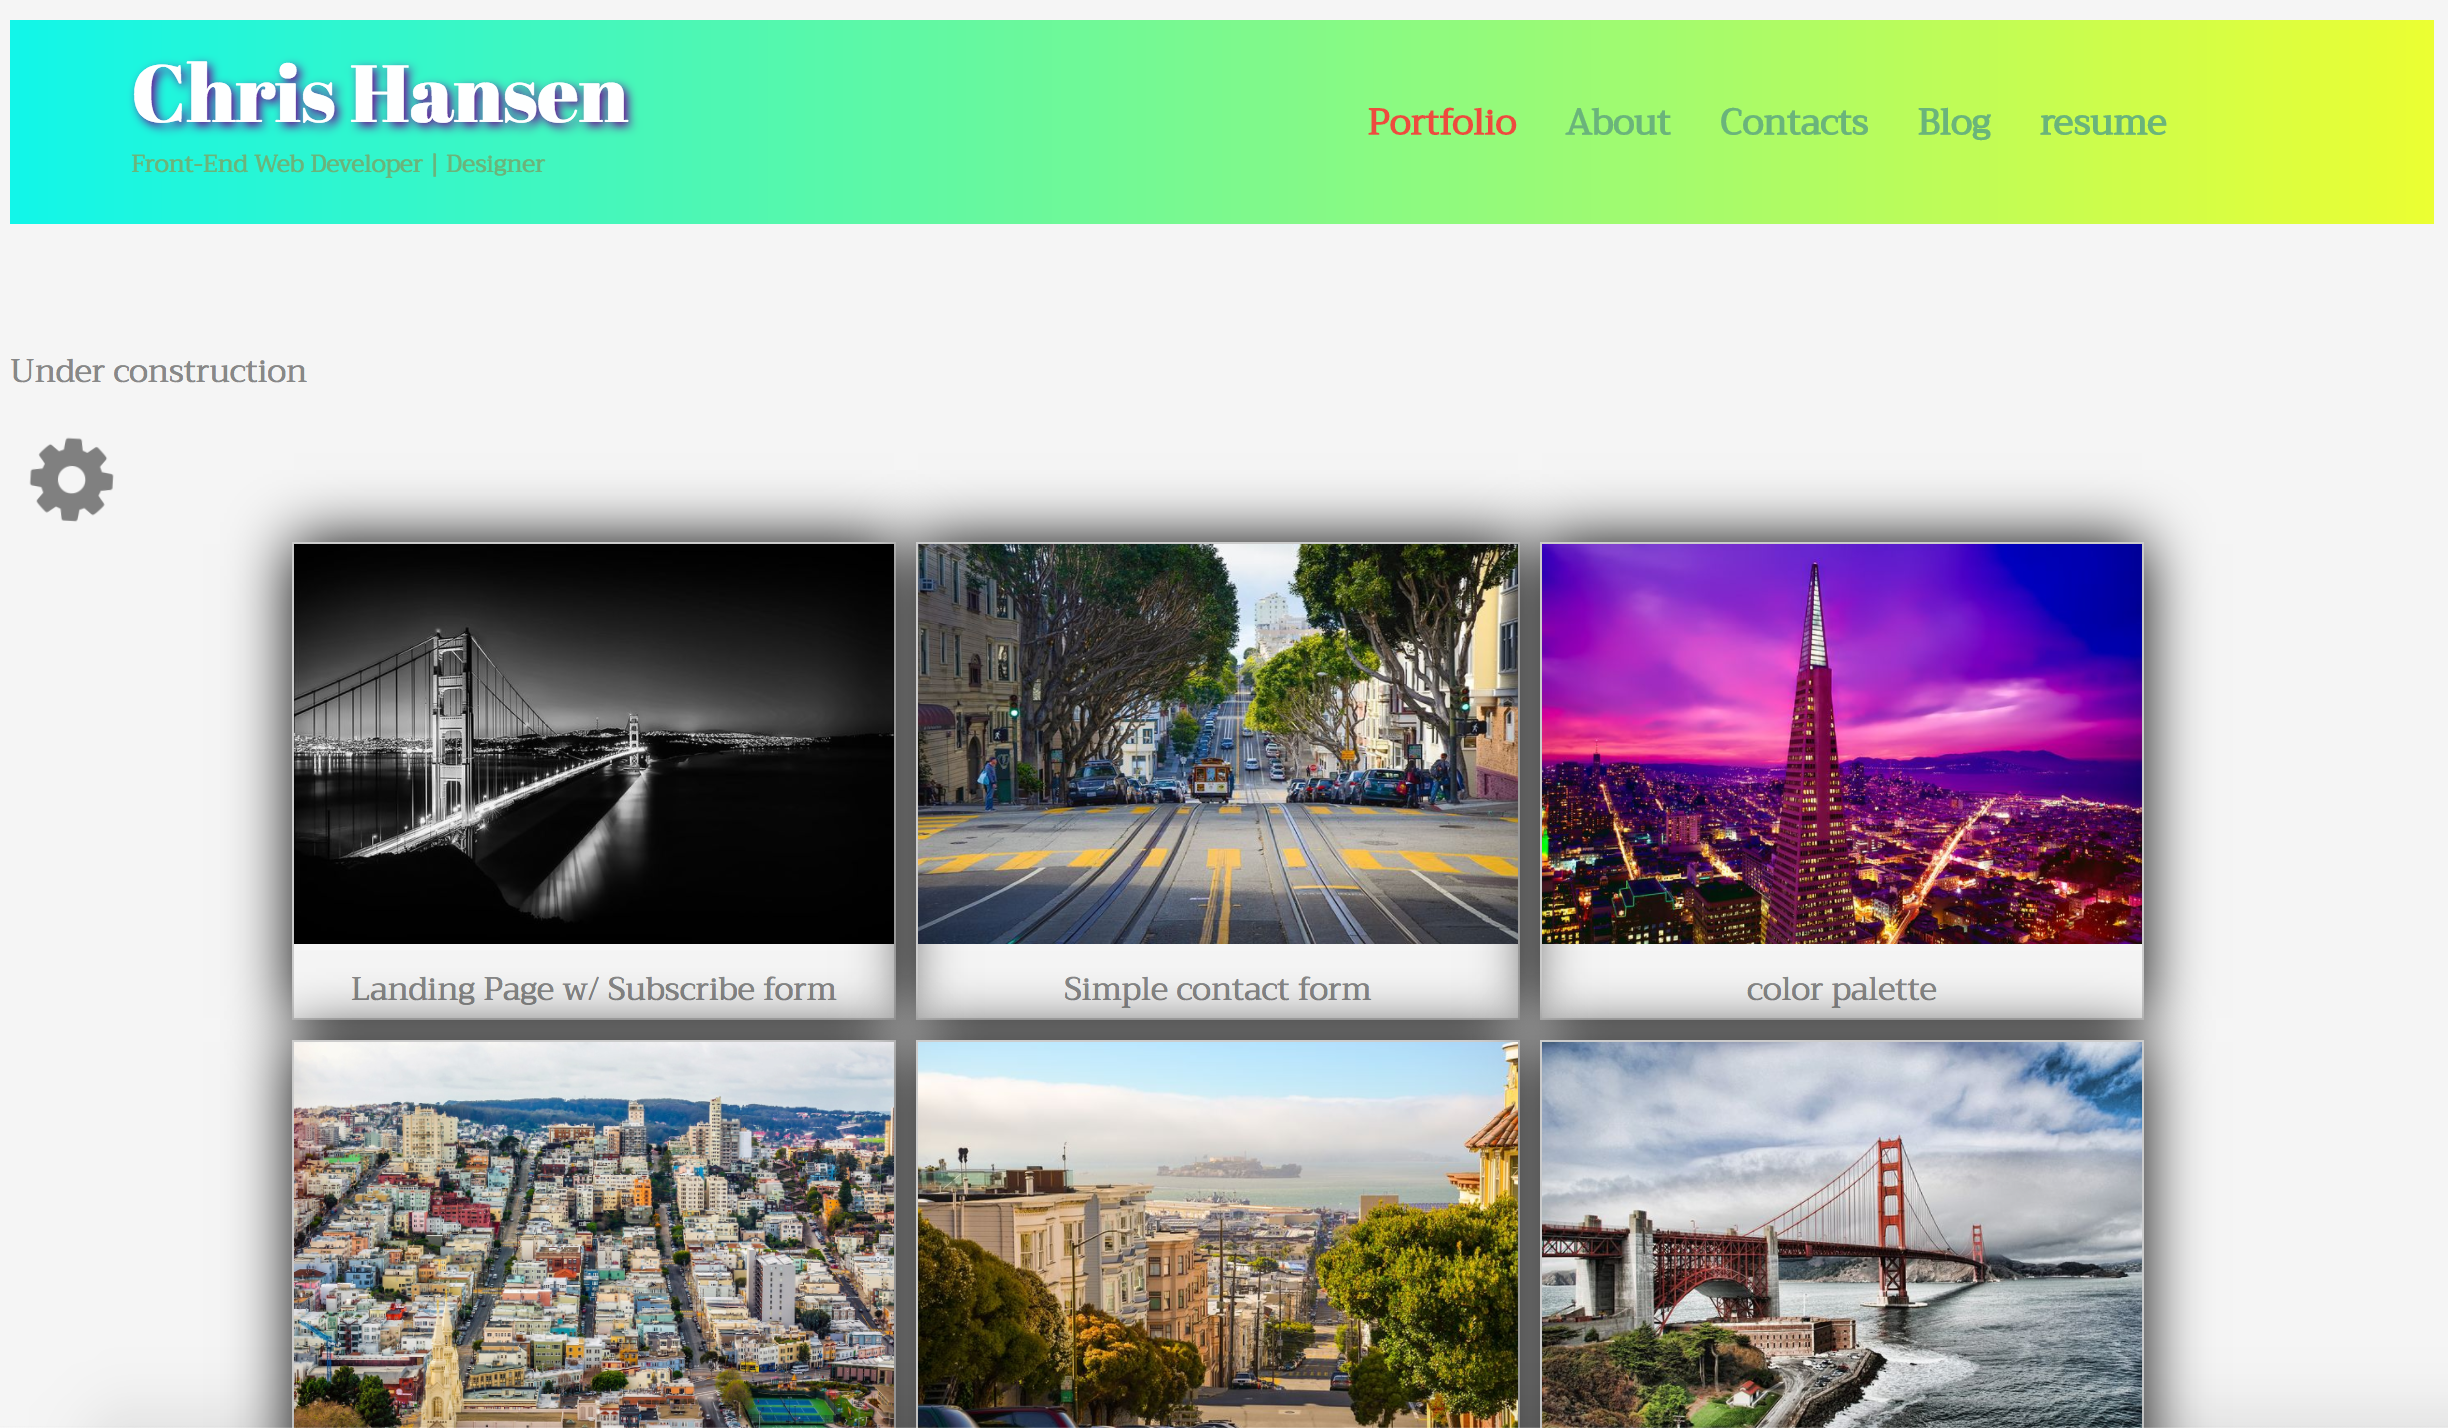 Chris Hansen
Front-End Web Developer | Designer
Portfolio About Contacts Blog resume
Under construction
Landing Page w/ Subscribe form
Simple contact form
color palette